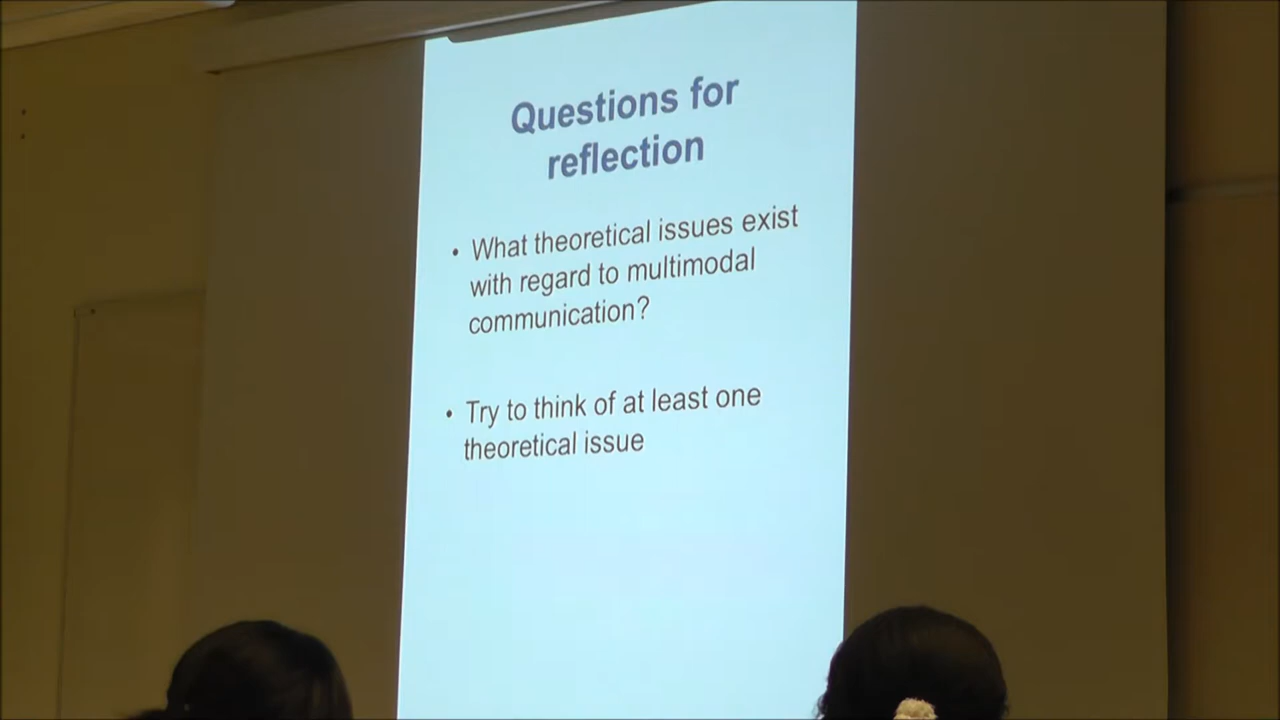 Questions for
reflection
• What theoretical issues exist
with regard to multimodal
communication?
• Try to think of at least one
theoretical issue